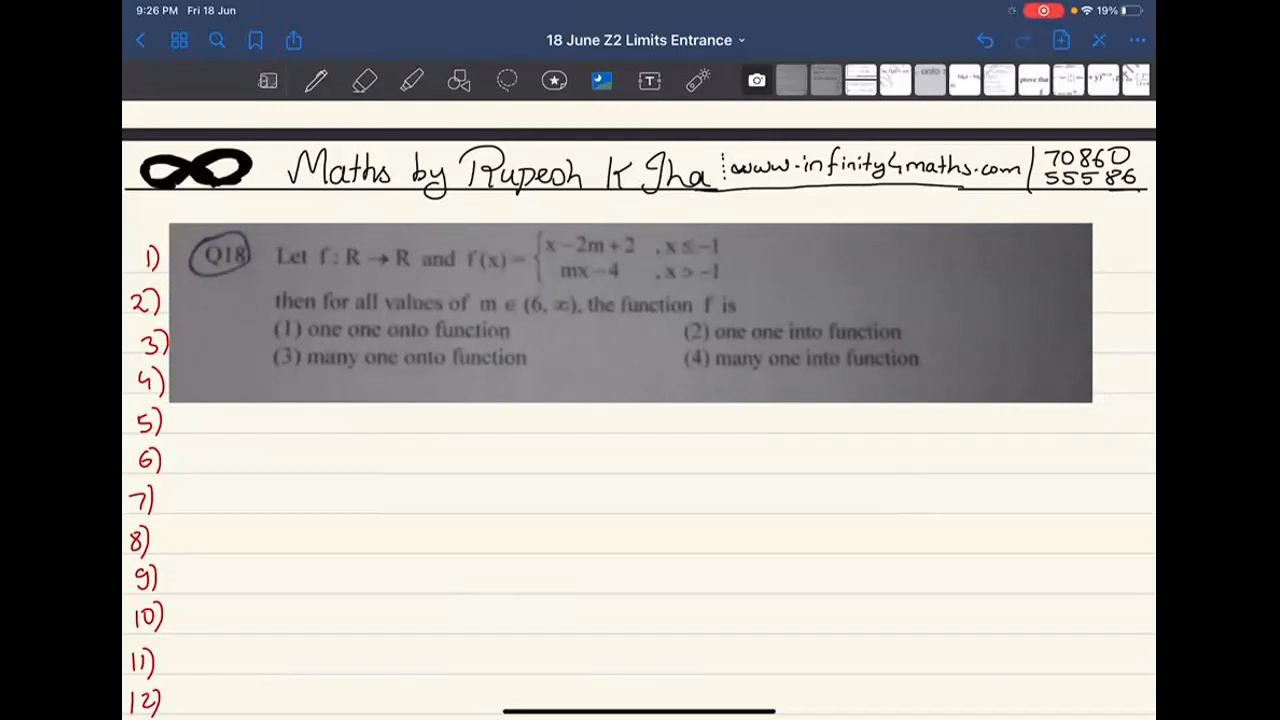 9:26 PM Fri 18 Jun
19%
18 June Z2 Limits Entrance
Maths by Rupesh K Jha www.infinity4maths.com / 70860
55586
Q18 Let f : R → R and f(x) = { x – 2m + 2 , x ≤ –1
mx – 4 , x > –1
then for all values of m ∈ (6, ∞), the function f is
(1) one one onto function (2) one one into function
(3) many one onto function (4) many one into function
1)
2)
3)
4)
5)
6)
7)
8)
9)
10)
11)
12)